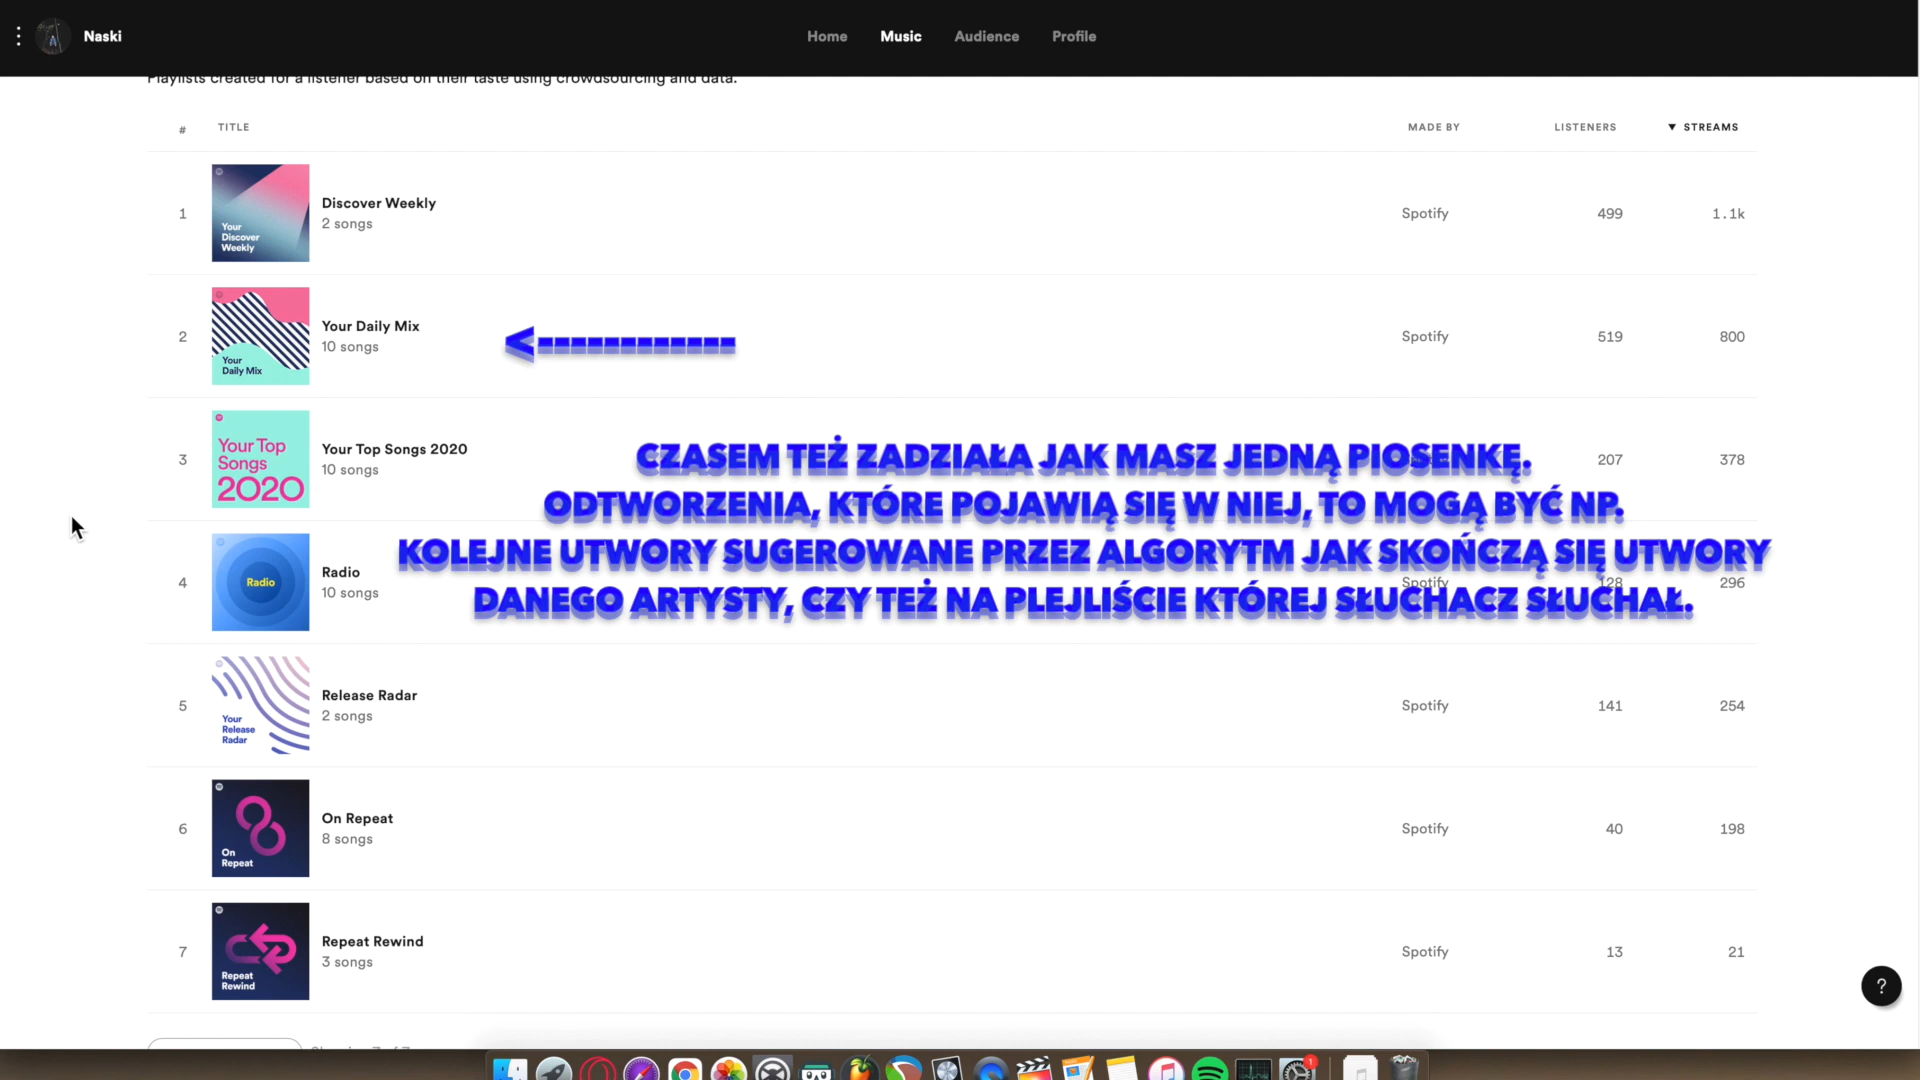 Naski
Home Music Audience Profile
Playlists created for a listener based on their taste using crowdsourcing and data.
# TITLE MADE BY LISTENERS ▼ STREAMS
1 Your Discover Weekly Discover Weekly 2 songs Spotify 499 1.1k
2 Your Daily Mix Your Daily Mix 10 songs Spotify 519 800
<------------
3 Your Top Songs 2020 Your Top Songs 2020 10 songs 207 378
CZASEM TEŻ ZADZIAŁA JAK MASZ JEDNĄ PIOSENKĘ.
ODTWORZENIA, KTÓRE POJAWIĄ SIĘ W NIEJ, TO MOGĄ BYĆ NP.
KOLEJNE UTWORY SUGEROWANE PRZEZ ALGORYTM JAK SKOŃCZĄ SIĘ UTWORY
DANEGO ARTYSTY, CZY TEŻ NA PLEJLIŚCIE KTÓREJ SŁUCHACZ SŁUCHAŁ.
4 Radio Radio 10 songs Spotify 128 296
5 Your Release Radar Release Radar 2 songs Spotify 141 254
6 On Repeat On Repeat 8 songs Spotify 40 198
7 Repeat Rewind Repeat Rewind 3 songs Spotify 13 21
?
1